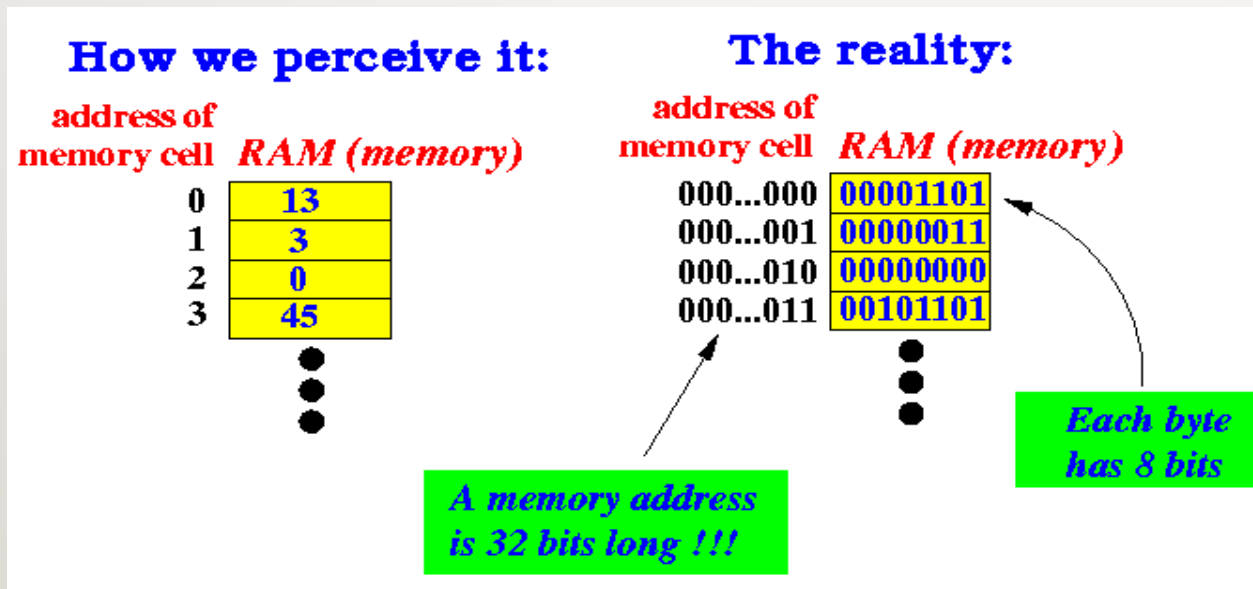 How we perceive it:
address of
memory cell RAM (memory)
0 13
1 3
2 0
3 45
The reality:
address of
memory cell RAM (memory)
000...000 00001101
000...001 00000011
000...010 00000000
000...011 00101101
Each byte
has 8 bits
A memory address
is 32 bits long !!!